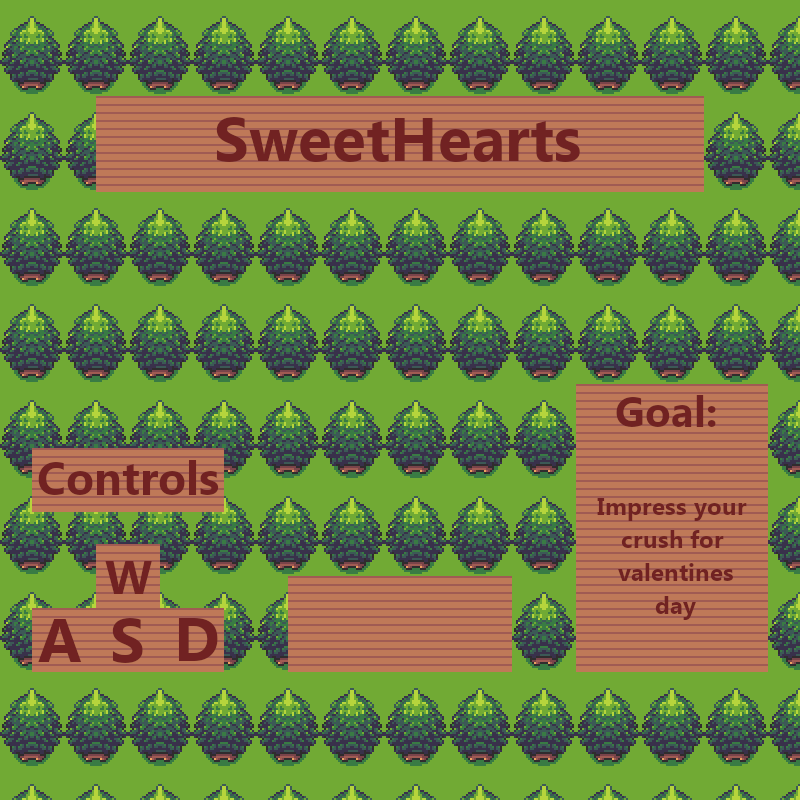 SweetHearts
Controls
W
A S D
Goal:
Impress your
crush for
valentines
day